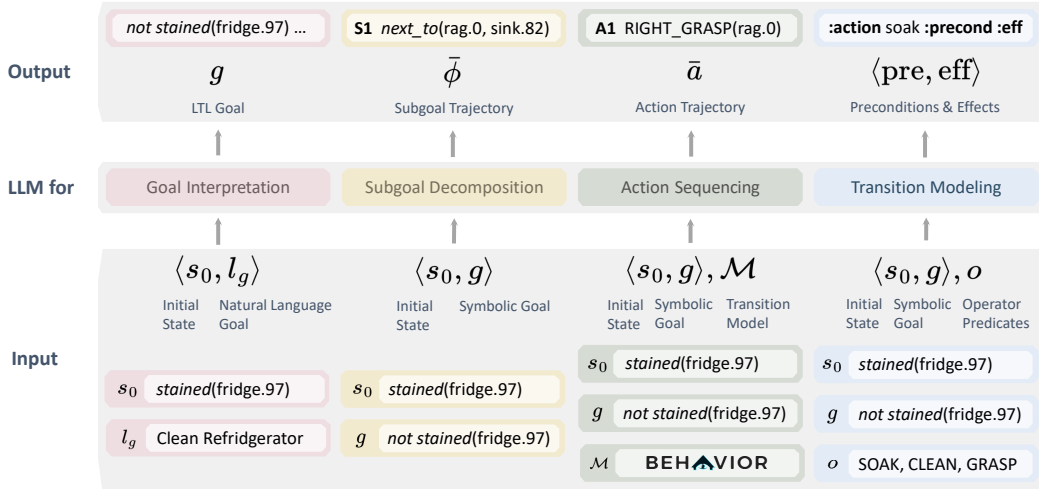 not stained(fridge.97) ...
S1 next_to(rag.0, sink.82)
A1 RIGHT_GRASP(rag.0)
:action soak :precond :eff
Output
g
ϕ̄
ā
⟨pre, eff⟩
LTL Goal
Subgoal Trajectory
Action Trajectory
Preconditions & Effects
LLM for
Goal Interpretation
Subgoal Decomposition
Action Sequencing
Transition Modeling
⟨s₀, l_g⟩
⟨s₀, g⟩
⟨s₀, g⟩, ℳ
⟨s₀, g⟩, o
Initial State
Natural Language Goal
Initial State
Symbolic Goal
Initial State
Symbolic Goal
Transition Model
Initial State
Symbolic Goal
Operator Predicates
Input
s₀ stained(fridge.97)
l_g Clean Refridgerator
s₀ stained(fridge.97)
g not stained(fridge.97)
s₀ stained(fridge.97)
g not stained(fridge.97)
ℳ BEHAVIOR
s₀ stained(fridge.97)
g not stained(fridge.97)
o SOAK, CLEAN, GRASP